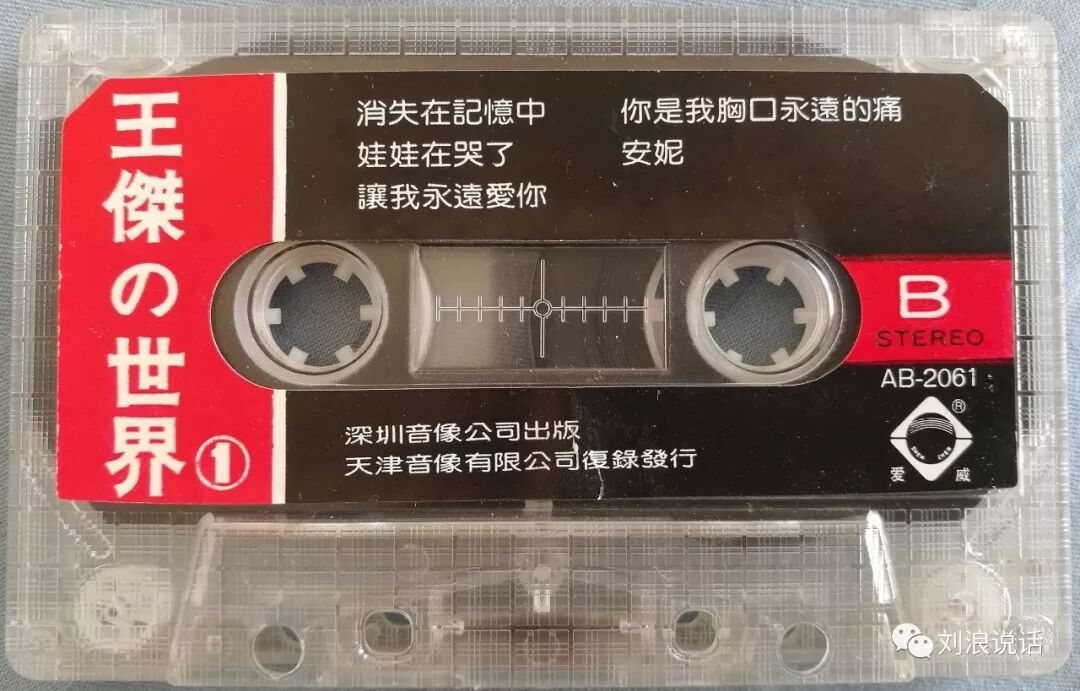 王傑の世界①
消失在記憶中
娃娃在哭了
讓我永遠愛你
你是我胸口永遠的痛
安妮
B
STEREO
AB-2061
®
SHEN ZHEN
爱威
深圳音像公司出版
天津音像有限公司復錄發行
刘浪说话